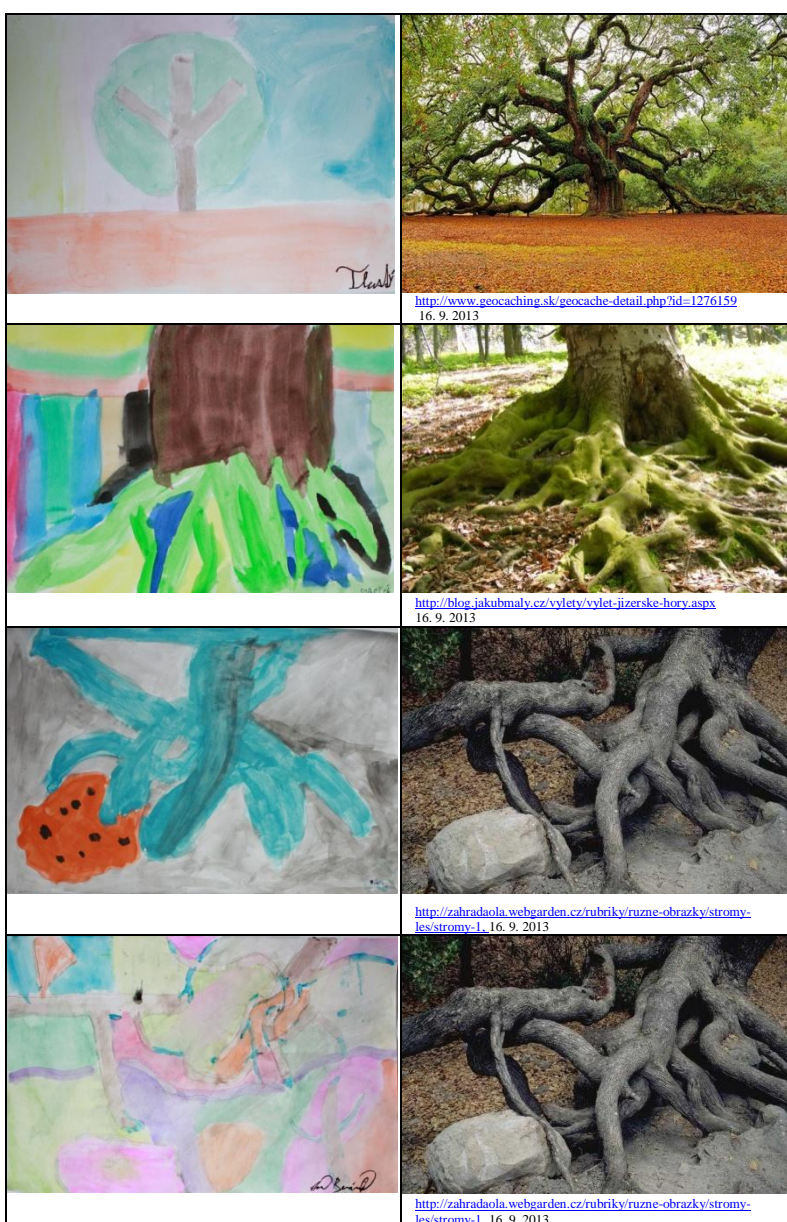 http://www.geocaching.sk/geocache-detail.php?id=1276159
16. 9. 2013
http://blog.jakubmaly.cz/vylety/vylet-jizerske-hory.aspx
16. 9. 2013
http://zahradaola.webgarden.cz/rubriky/ruzne-obrazky/stromy-
les/stromy-1, 16. 9. 2013
http://zahradaola.webgarden.cz/rubriky/ruzne-obrazky/stromy-
les/stromy-1, 16. 9. 2013